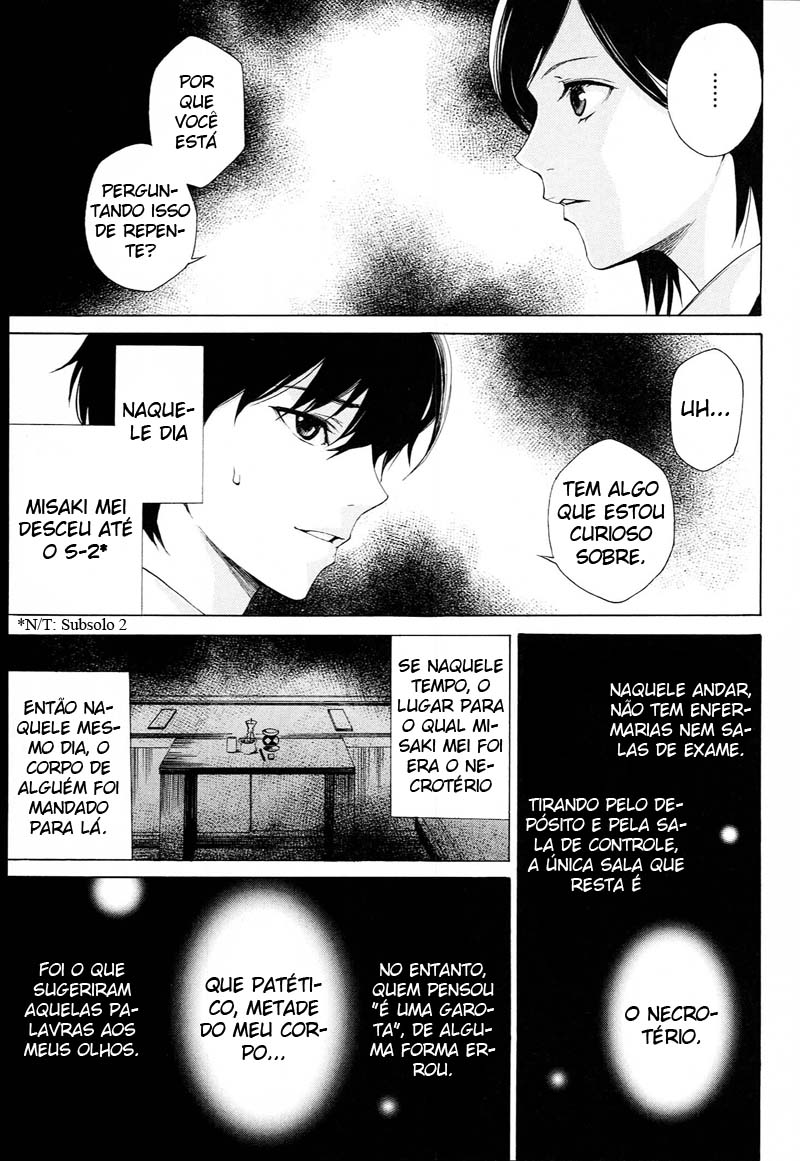 ......
POR
QUE
VOCÊ
ESTÁ
PERGUN-
TANDO ISSO
DE REPEN-
TE?
UH...
TEM ALGO
QUE ESTOU
CURIOSO
SOBRE.
NAQUE-
LE DIA
MISAKI MEI
DESCEU ATÉ
O S-2*
*N/T: Subsolo 2
NAQUELE ANDAR,
NÃO TEM ENFER-
MARIAS NEM SA-
LAS DE EXAME.
TIRANDO PELO DE-
PÓSITO E PELA SA-
LA DE CONTROLE,
A ÚNICA SALA QUE
RESTA É
O NECRO-
TÉRIO.
SE NAQUELE
TEMPO, O
LUGAR PARA
O QUAL MI-
SAKI MEI FOI
ERA O NE-
CROTÉRIO
ENTÃO NA-
QUELE MES-
MO DIA, O
CORPO DE
ALGUÉM FOI
MANDADO
PARA LÁ.
NO ENTANTO,
QUEM PENSOU
"É UMA GARO-
TA", DE ALGU-
MA FORMA ER-
ROU.
QUE PATÉTI-
CO, METADE
DO MEU COR-
PO...
FOI O QUE
SUGERIRAM
AQUELAS PA-
LAVRAS AOS
MEUS OLHOS.